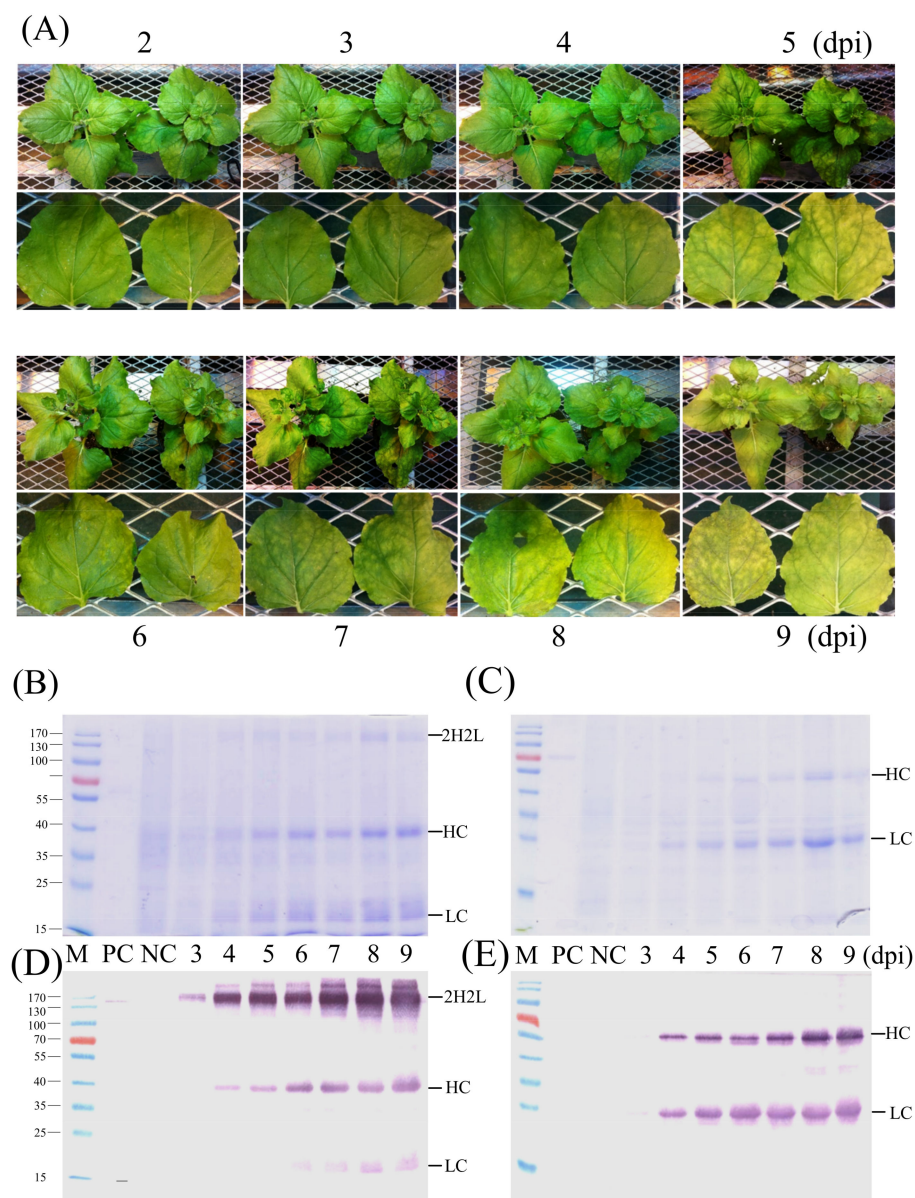 (A)
2 3 4 5 (dpi)
6 7 8 9 (dpi)
(B)
170
130
100
55
40
35
25
15
2H2L
HC
LC
(C)
HC
LC
(D) M PC NC 3 4 5 6 7 8 9
170
130
100
70
55
40
35
25
15
2H2L
HC
LC
(E) M PC NC 3 4 5 6 7 8 9 (dpi)
HC
LC